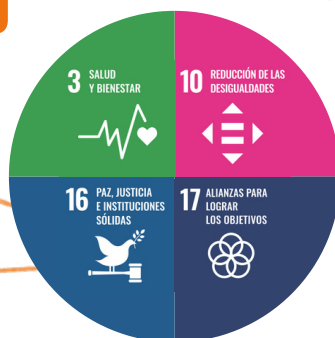 3 SALUD
Y BIENESTAR
10 REDUCCIÓN DE LAS
DESIGUALDADES
16 PAZ, JUSTICIA
E INSTITUCIONES
SÓLIDAS
17 ALIANZAS PARA
LOGRAR
LOS OBJETIVOS